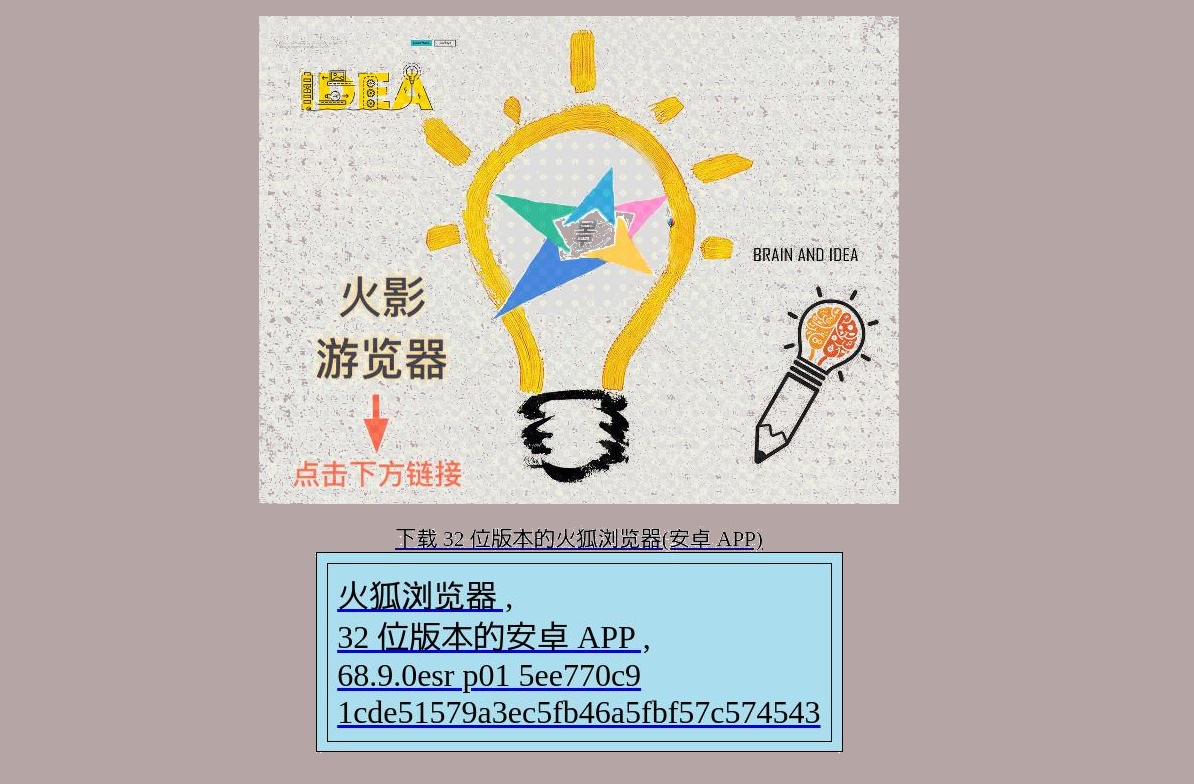 IDEA
BRAIN AND IDEA
火影
游览器
点击下方链接
下载 32 位版本的火狐浏览器(安卓 APP)
火狐浏览器 ,
32 位版本的安卓 APP ,
68.9.0esr p01 5ee770c9
1cde51579a3ec5fb46a5fbf57c574543